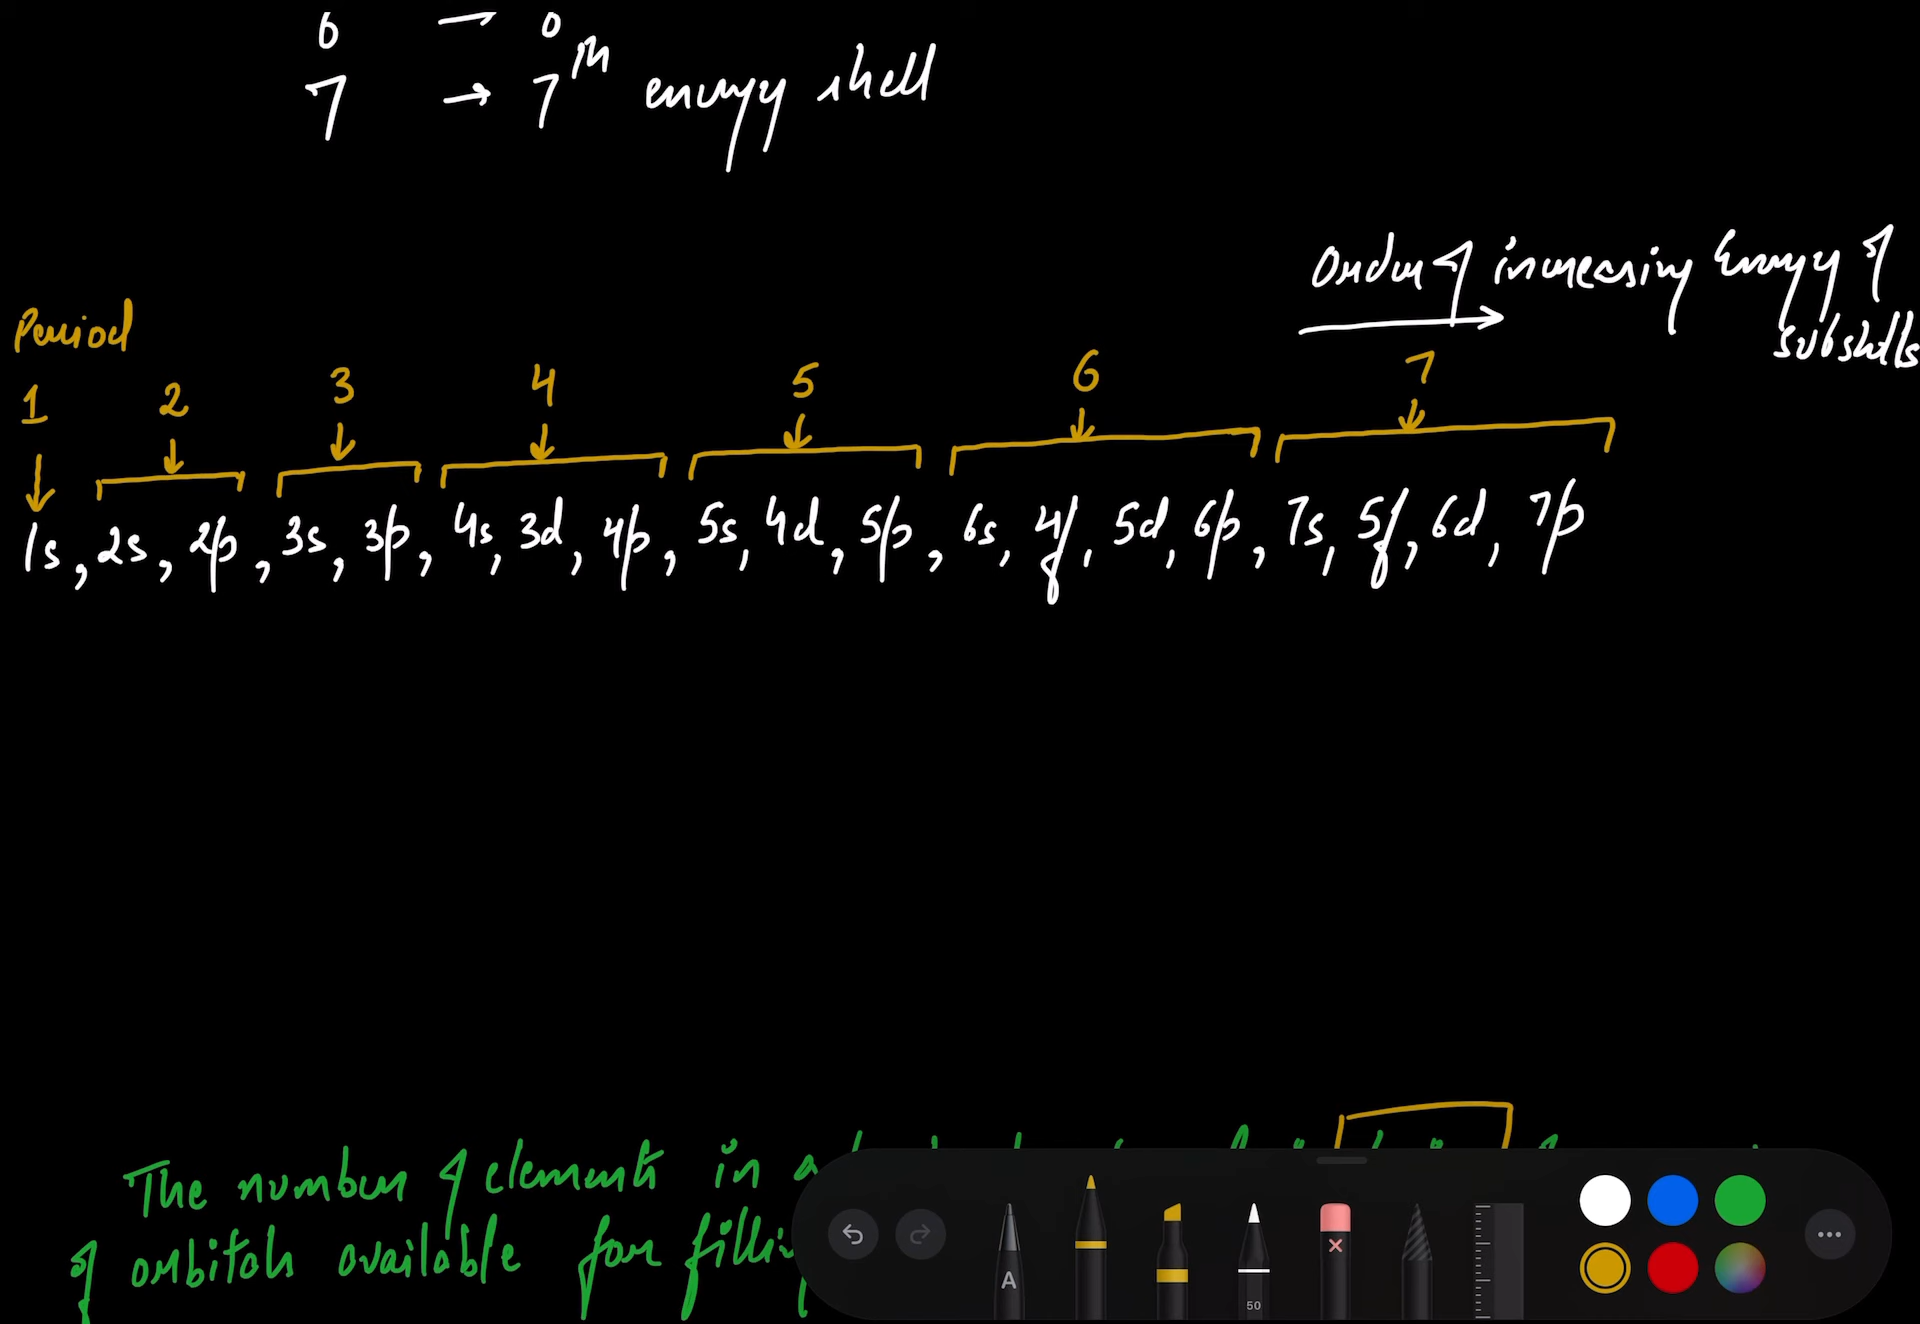 6 → 6
7 → 7th energy shell
Order of increasing Energy of
subshells
Period
1 2 3 4 5 6 7
1s, 2s, 2p, 3s, 3p, 4s, 3d, 4p, 5s, 4d, 5p, 6s, 4f, 5d, 6p, 7s, 5f, 6d, 7p
The number of elements in a
of orbitals available for
A
50